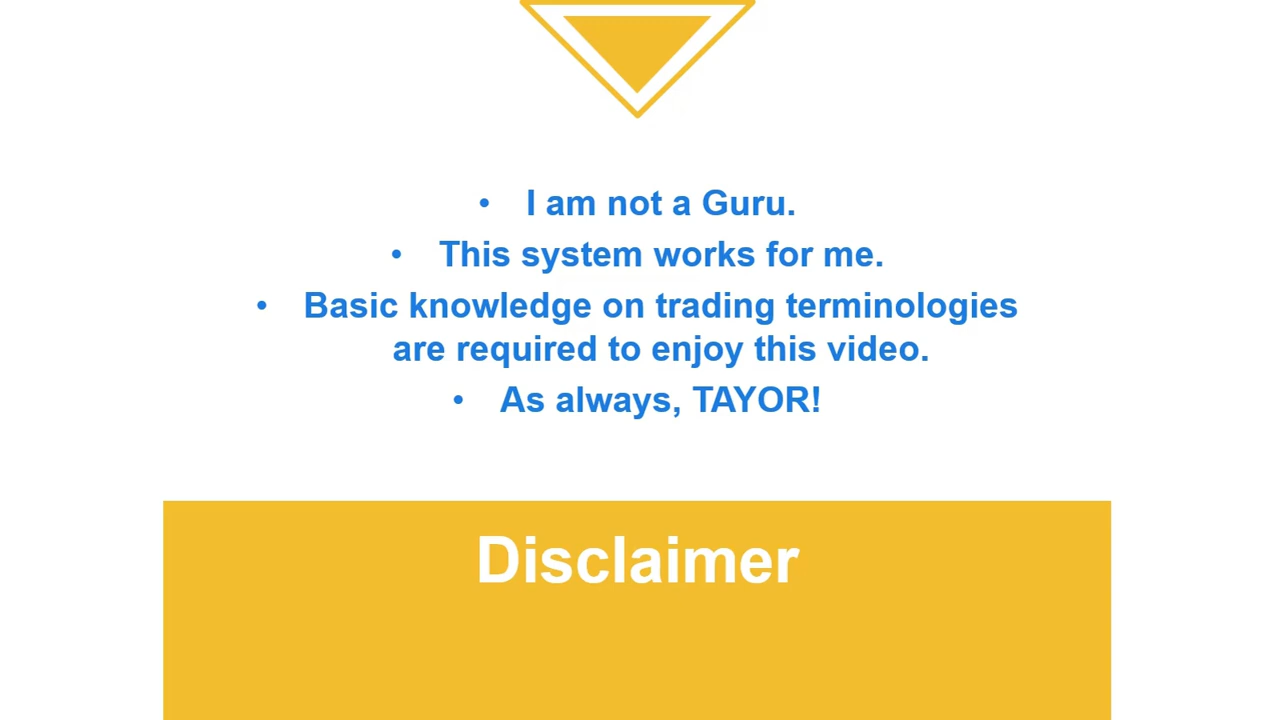 • I am not a Guru.
• This system works for me.
• Basic knowledge on trading terminologies
are required to enjoy this video.
• As always, TAYOR!
Disclaimer